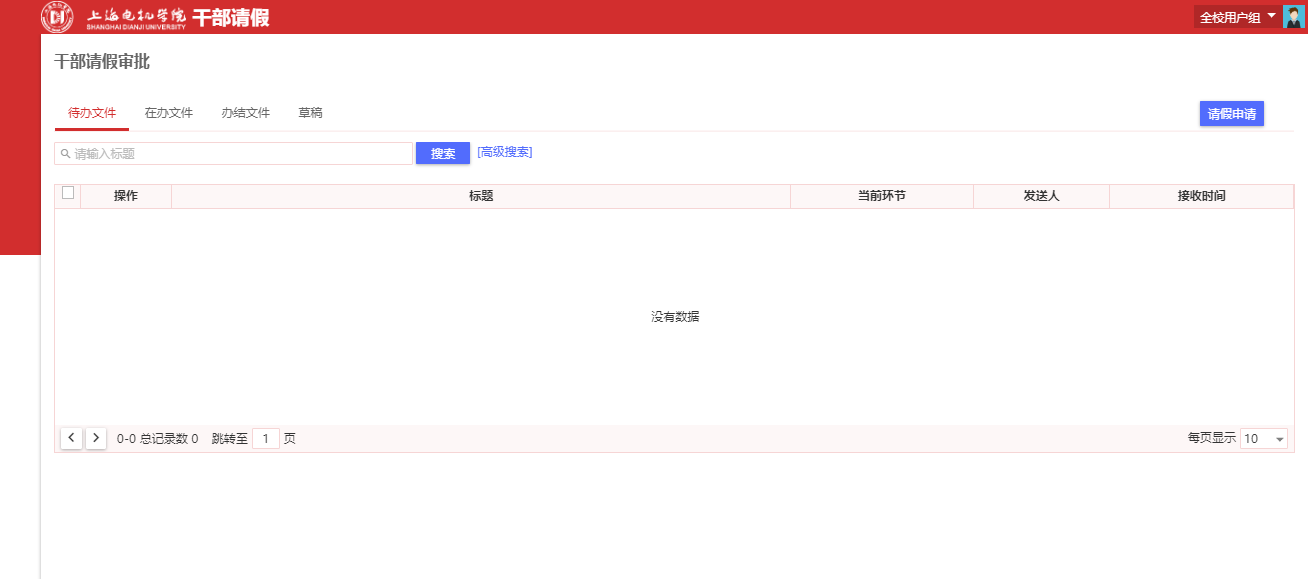 上海电机学院 干部请假
SHANGHAI DIANJI UNIVERSITY
全校用户组
干部请假审批
待办文件 在办文件 办结文件 草稿 请假申请
请输入标题 搜索 [高级搜索]
操作 标题 当前环节 发送人 接收时间
没有数据
0-0 总记录数 0 跳转至 1 页 每页显示 10